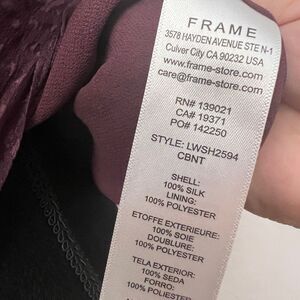 FRAME
3578 HAYDEN AVENUE STE N-1
Culver City CA 90232 USA
www.frame-store.com
care@frame-store.com
RN# 139021
CA# 19371
PO# 142250
STYLE: LWSH2594
CBNT
SHELL:
100% SILK
LINING:
100% POLYESTER
ETOFFE EXTERIEURE:
100% SOIE
DOUBLURE:
100% POLYESTER
TELA EXTERIOR:
100% SEDA
FORRO:
100% POLIESTER